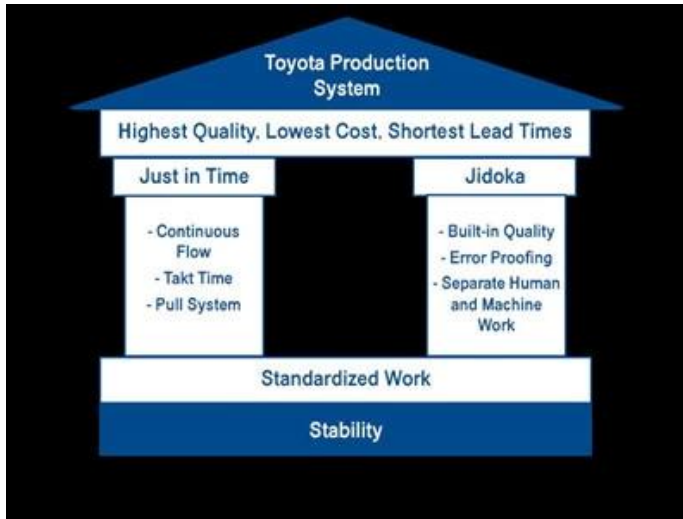 Toyota Production
System
Highest Quality, Lowest Cost, Shortest Lead Times
Just in Time
Jidoka
- Continuous
Flow
- Takt Time
- Pull System
- Built-in Quality
- Error Proofing
- Separate Human
and Machine
Work
Standardized Work
Stability